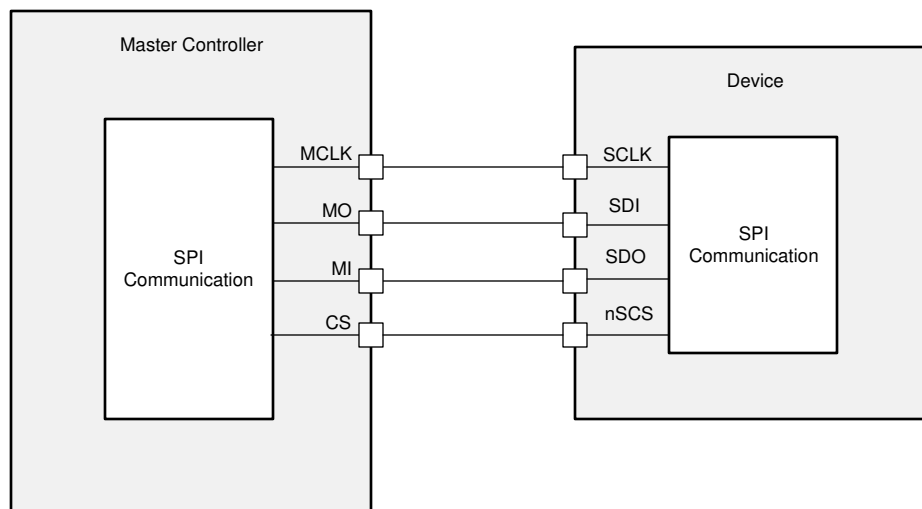 Master Controller
Device
MCLK
MO
MI
CS
SPI
Communication
SCLK
SDI
SDO
nSCS
SPI
Communication